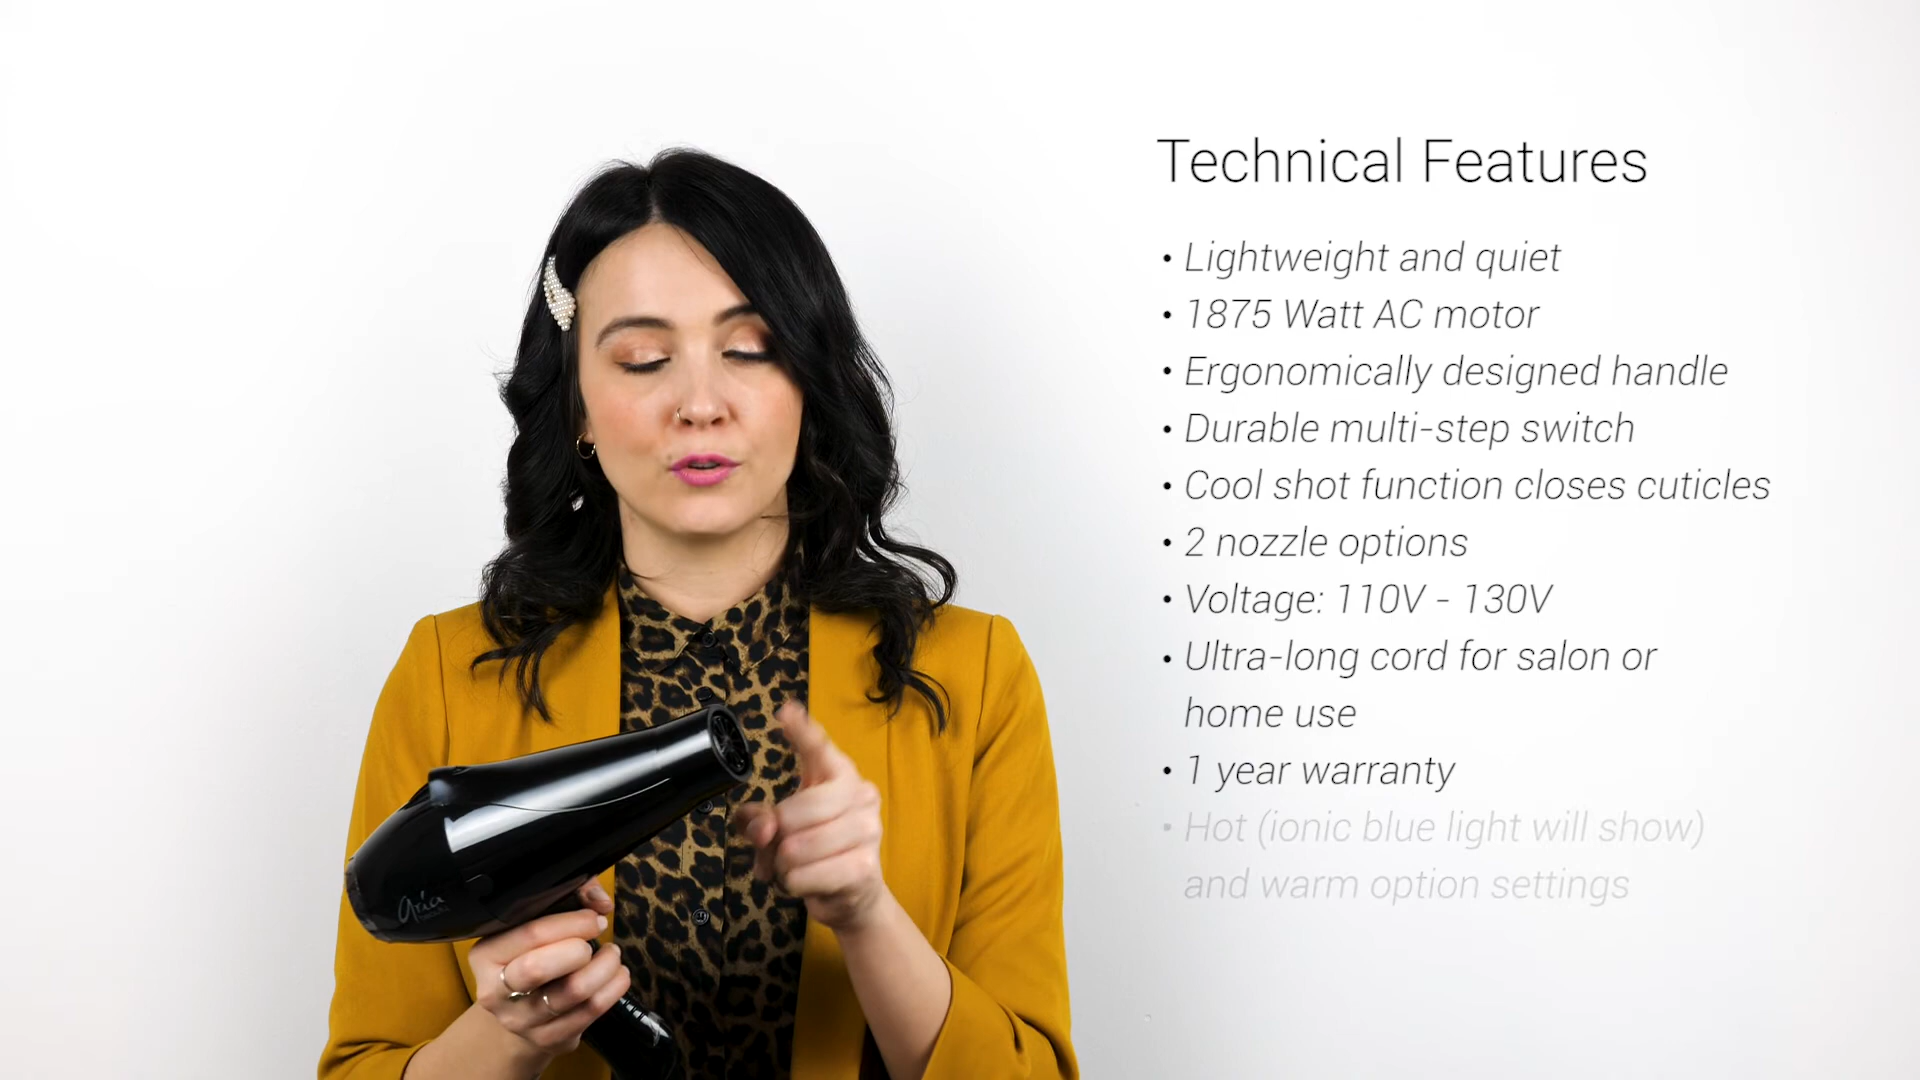 Technical Features
• Lightweight and quiet
• 1875 Watt AC motor
• Ergonomically designed handle
• Durable multi-step switch
• Cool shot function closes cuticles
• 2 nozzle options
• Voltage: 110V - 130V
• Ultra-long cord for salon or
home use
• 1 year warranty
• Hot (ionic blue light will show)
and warm option settings
aria